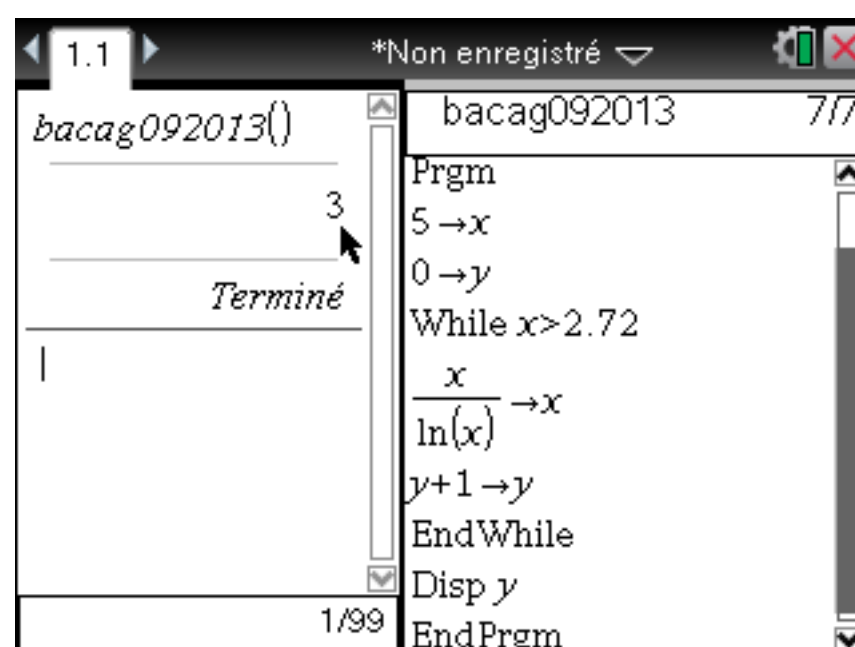 1.1 *Non enregistré
bacag092013()
3
Terminé
1/99
bacag092013 7/7
Prgm
5→x
0→y
While x>2.72
x/ln(x)→x
y+1→y
EndWhile
Disp y
EndPrgm